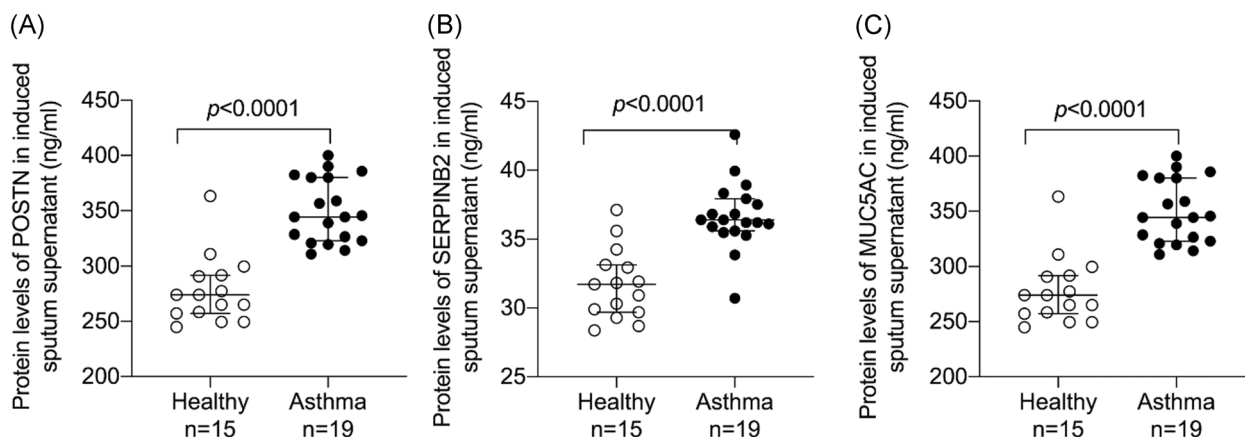 (A)
Protein levels of POSTN in induced
sputum supernatant (ng/ml)
450
400
350
300
250
200
p<0.0001
Healthy
n=15
Asthma
n=19
(B)
Protein levels of SERPINB2 in induced
sputum supernatant (ng/ml)
45
40
35
30
25
p<0.0001
Healthy
n=15
Asthma
n=19
(C)
Protein levels of MUC5AC in induced
sputum supernatant (ng/ml)
450
400
350
300
250
200
p<0.0001
Healthy
n=15
Asthma
n=19